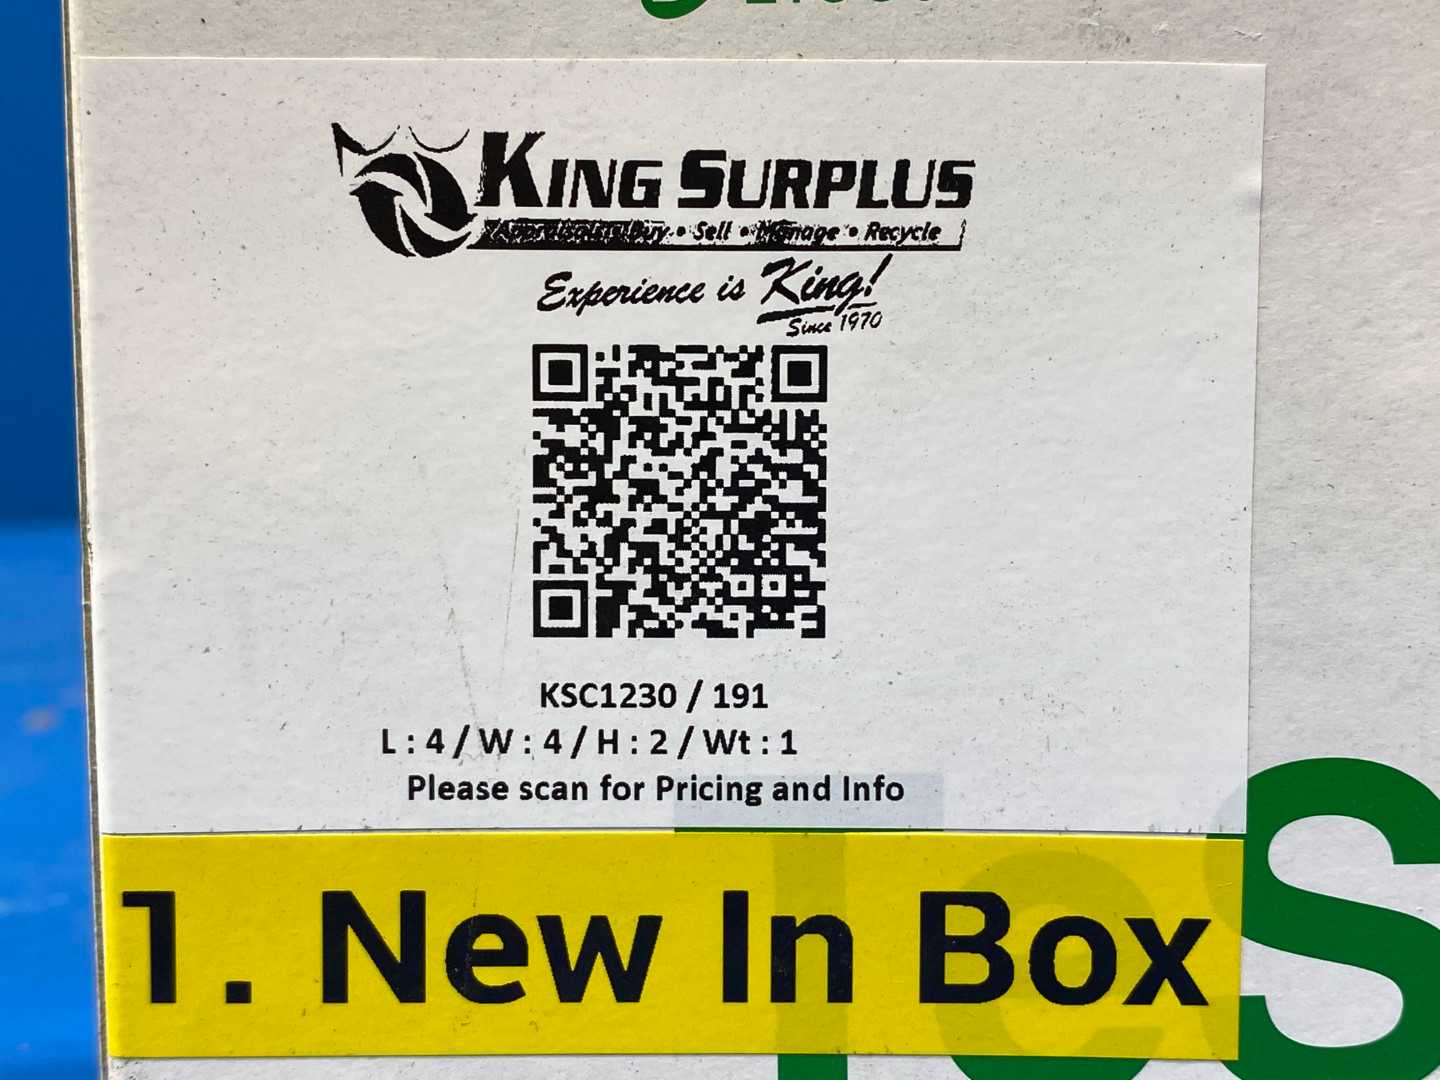 KING SURPLUS
Appraisals • Buy • Sell • Manage • Recycle
Experience is King!
Since 1970
KSC1230 / 191
L : 4 / W : 4 / H : 2 / Wt : 1
Please scan for Pricing and Info
1. New In Box